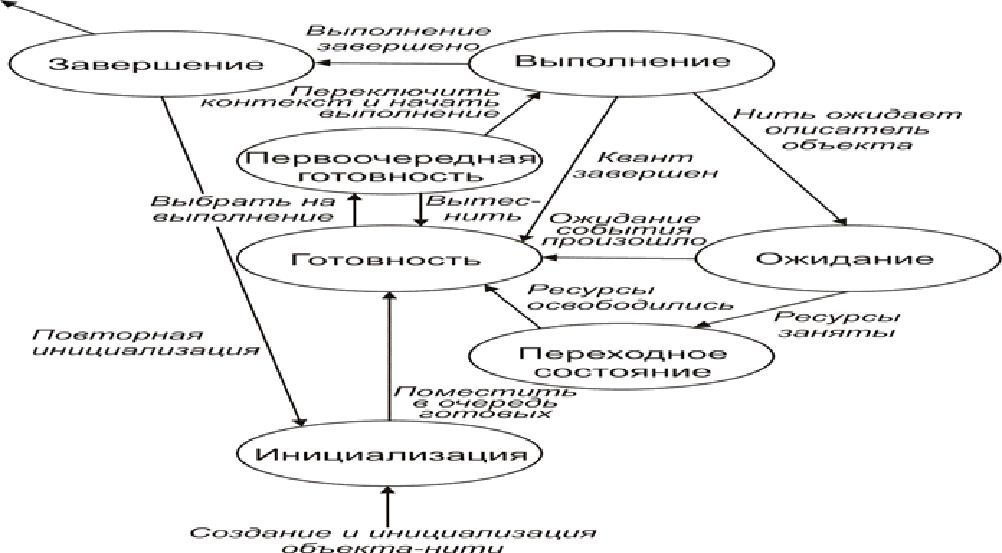 Выполнение
завершено
Завершение
Выполнение
Переключить
контекст и начать
выполнение
Нить ожидает
описатель
объекта
Первоочередная
готовность
Квант
завершен
Выбрать на
выполнение
Вытес-
нить
Ожидание
события
произошло
Готовность
Ожидание
Ресурсы
освободились
Ресурсы
заняты
Повторная
инициализация
Переходное
состояние
Поместить
в очередь
готовых
Инициализация
Создание и инициализация
объекта-нити